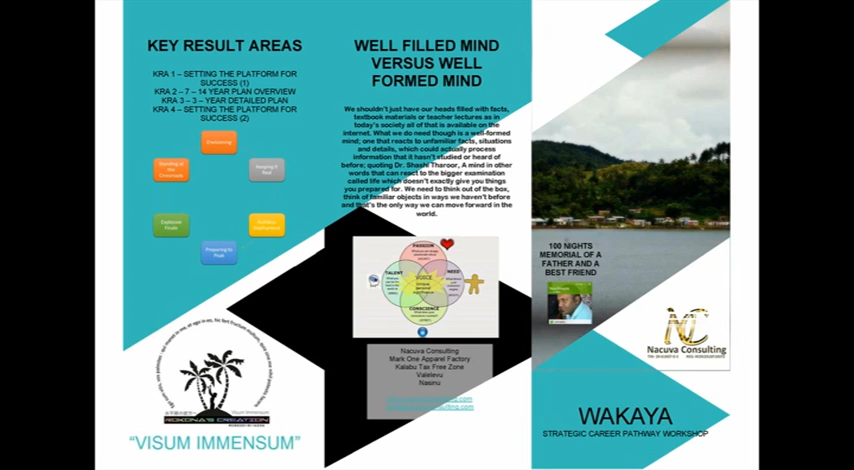 KEY RESULT AREAS
KRA 1 – SETTING THE PLATFORM FOR
SUCCESS (1)
KRA 2 – 7 – 14 YEAR PLAN OVERVIEW
KRA 3 – 3 – YEAR DETAILED PLAN
KRA 4 – SETTING THE PLATFORM FOR
SUCCESS (2)
Standing at
the
Crossroads
Keeping it
Real
Explosive
Finals
Preparing to
Peak
"VISUM IMMENSUM"
Visum Immensum
ROKONA'S CREATION
WELL FILLED MIND
VERSUS WELL
FORMED MIND
We shouldn't just have our heads filled with facts,
textbook materials or teacher lectures as in
today's society all of that is available on the
internet. What we do need though is a well-formed
mind; one that reacts to unfamiliar facts, situations
and details, which could actually process
information that it hasn't studied or heard of
before; quoting Dr. Shashi Tharoor, A mind in other
words that can react to the bigger examination
called life which doesn't exactly give you things
you prepared for. We need to think out of the box,
think of familiar objects in ways we haven't before
and that's the only way we can move forward in the
world.
PASSION
TALENT
NEED
VOICE
Unique
personal
significance
CONSCIENCE
Nacuva Consulting
Mark One Apparel Factory
Kalabu Tax Free Zone
Valelevu
Nasinu
100 NIGHTS
MEMORIAL OF A
FATHER AND A
BEST FRIEND
NC
Nacuva Consulting
WAKAYA
STRATEGIC CAREER PATHWAY WORKSHOP